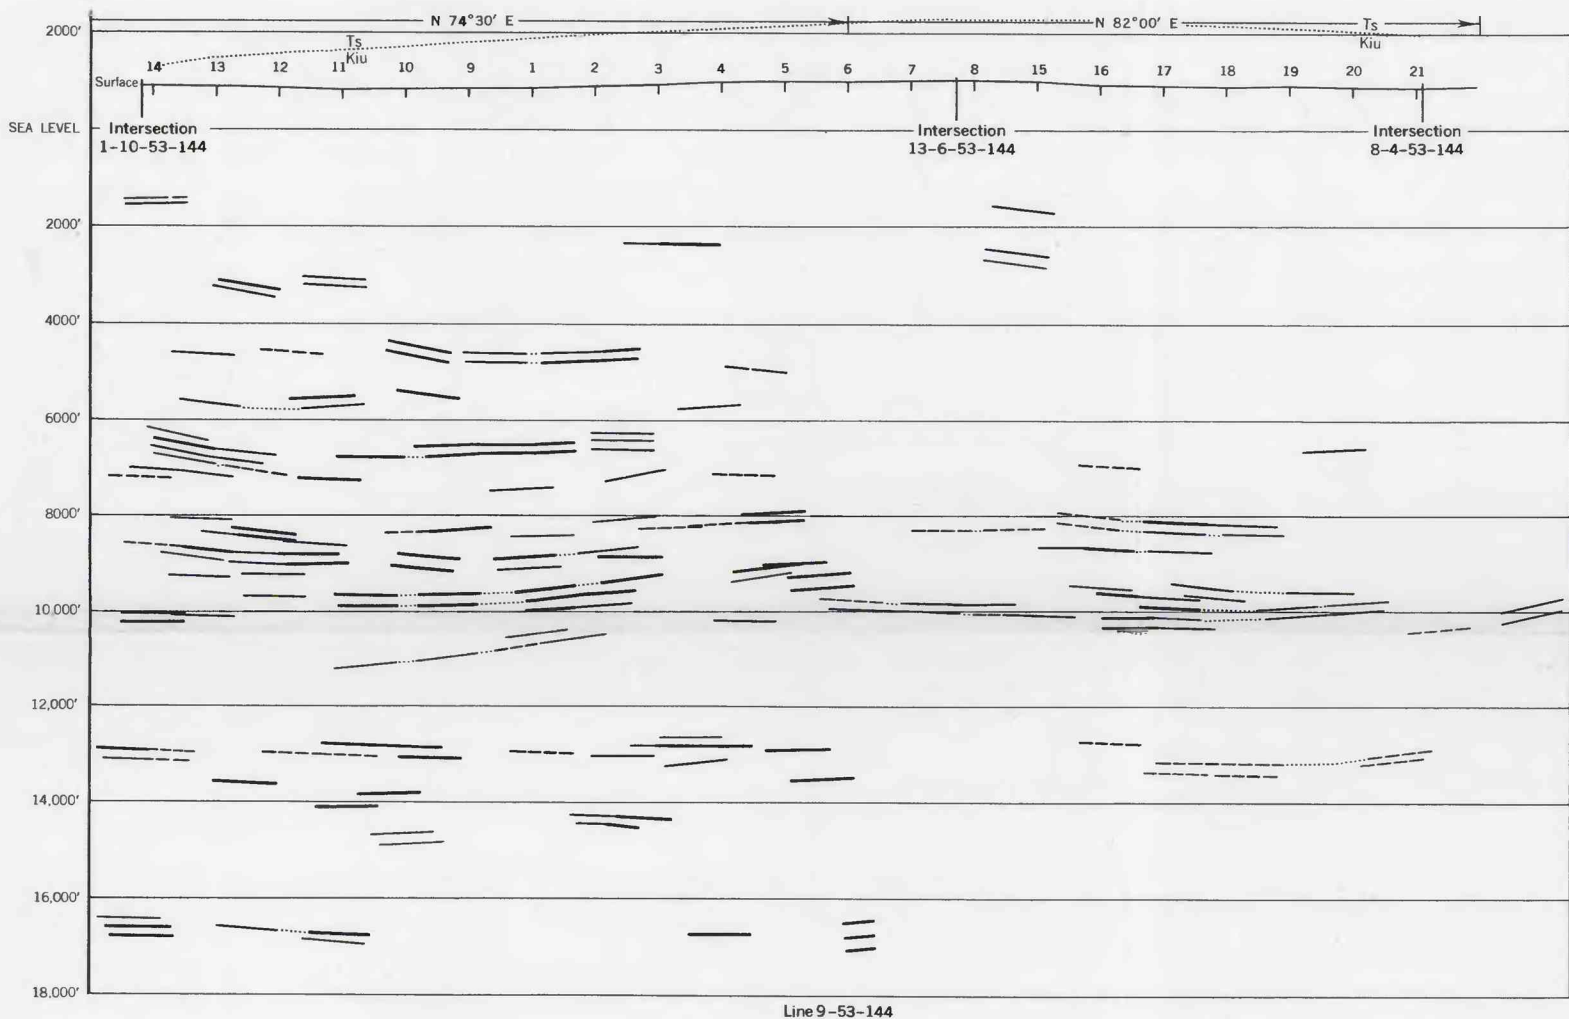 N 74°30' E
N 82°00' E
Ts
Kiu
Ts
Kiu
2000'
14 13 12 11 10 9 1 2 3 4 5 6 7 8 15 16 17 18 19 20 21
Surface
SEA LEVEL
Intersection
1-10-53-144
Intersection
13-6-53-144
Intersection
8-4-53-144
2000'
4000'
6000'
8000'
10.000'
12,000'
14,000'
16,000'
18.000'
Line 9-53-144